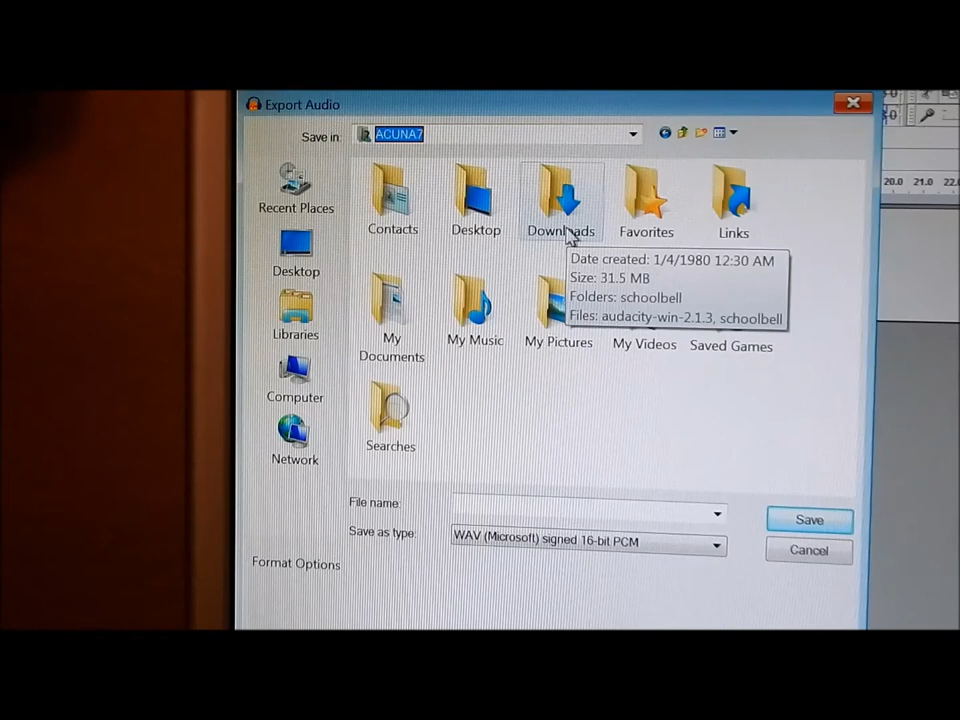 Export Audio
Save in: ACUNA7
20.0 21.0 22.
Recent Places
Desktop
Libraries
Computer
Network
Contacts
Desktop
Downloads
Favorites
Links
Date created: 1/4/1980 12:30 AM
Size: 31.5 MB
Folders: schoolbell
Files: audacity-win-2.1.3, schoolbell
My
Documents
My Music
My Pictures
My Videos
Saved Games
Searches
File name:
Save as type: WAV (Microsoft) signed 16-bit PCM
Save
Cancel
Format Options